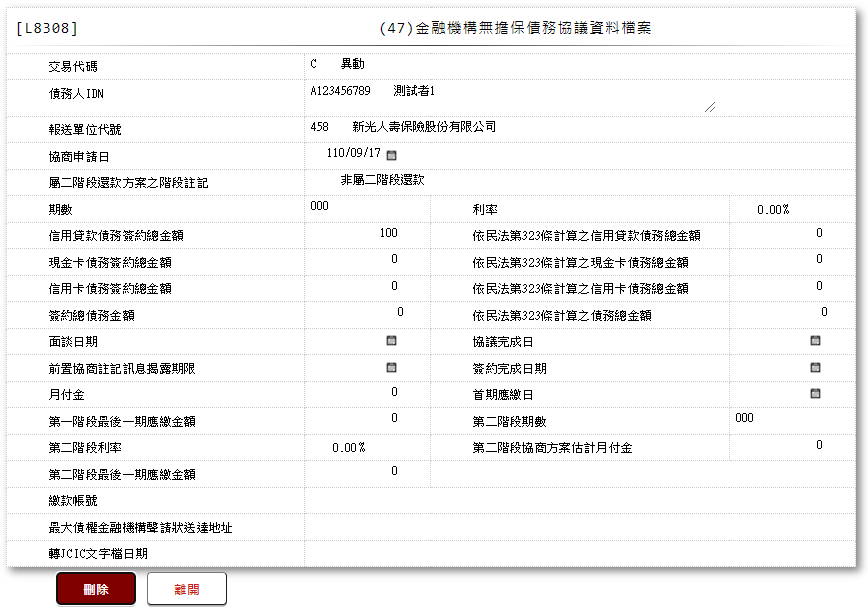 [L8308] (47)金融機構無擔保債務協議資料檔案
交易代碼 C 異動
債務人IDN A123456789 測試者1
報送單位代號 458 新光人壽保險股份有限公司
協商申請日 110/09/17
屬二階段還款方案之階段註記 非屬二階段還款
期數 000 利率 0.00%
信用貸款債務簽約總金額 100 依民法第323條計算之信用貸款債務總金額 0
現金卡債務簽約總金額 0 依民法第323條計算之現金卡債務總金額 0
信用卡債務簽約總金額 0 依民法第323條計算之信用卡債務總金額 0
簽約總債務金額 0 依民法第323條計算之債務總金額 0
面談日期 協議完成日
前置協商註記訊息揭露期限 簽約完成日期
月付金 0 首期應繳日
第一階段最後一期應繳金額 0 第二階段期數 000
第二階段利率 0.00% 第二階段協商方案估計月付金 0
第二階段最後一期應繳金額 0
繳款帳號
最大債權金融機構聲請狀送達地址
轉JCIC文字檔日期
刪除 離開